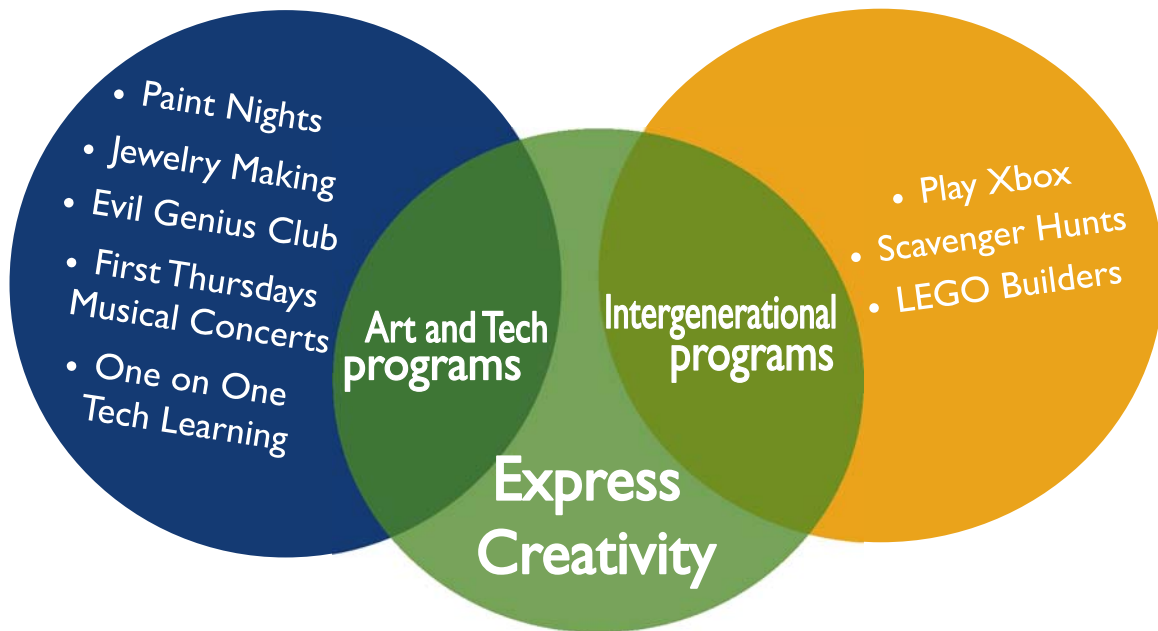 • Paint Nights
• Jewelry Making
• Evil Genius Club
• First Thursdays
Musical Concerts
• One on One
Tech Learning
Art and Tech
programs
Express
Creativity
Intergenerational
programs
• Play Xbox
• Scavenger Hunts
• LEGO Builders